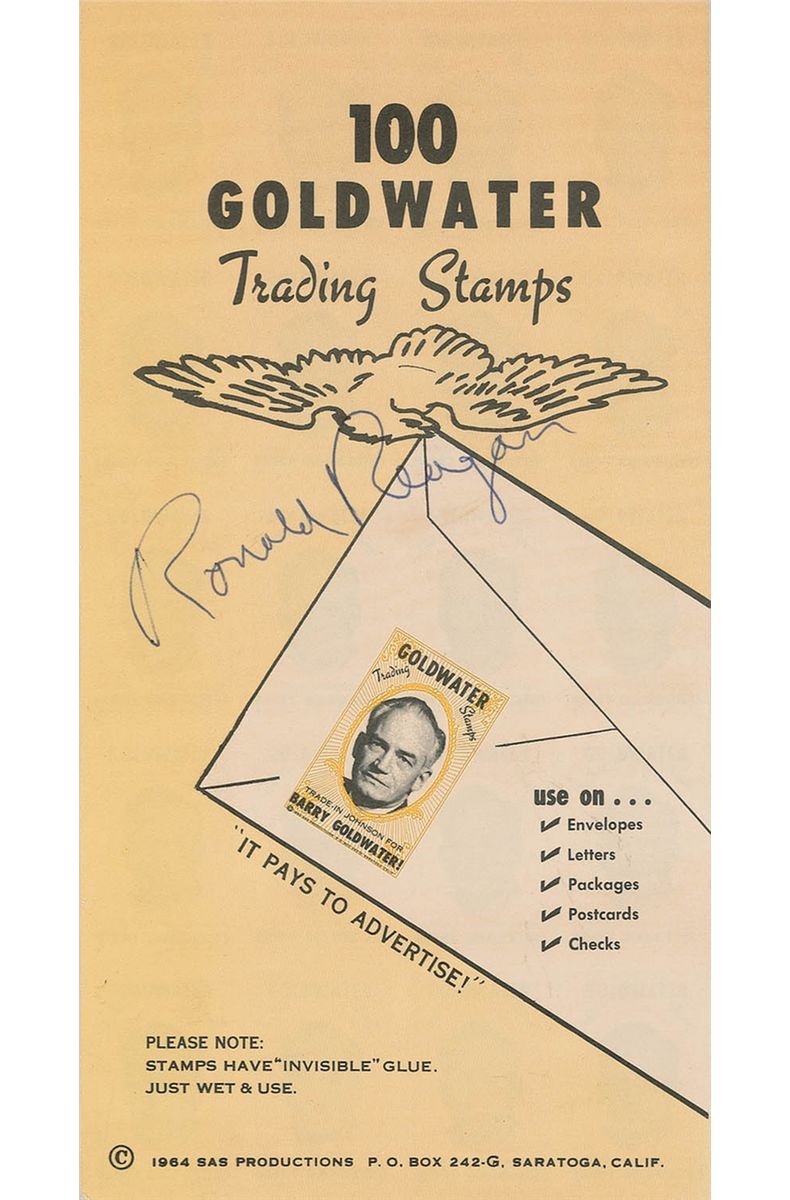 100
GOLDWATER
Trading Stamps
Ronald Reagan
GOLDWATER
Trading
Stamps
TRADE-IN JOHNSON FOR
BARRY GOLDWATER!
"IT PAYS TO ADVERTISE!"
use on . . .
✔ Envelopes
✔ Letters
✔ Packages
✔ Postcards
✔ Checks
PLEASE NOTE:
STAMPS HAVE "INVISIBLE" GLUE.
JUST WET & USE.
© 1964 SAS PRODUCTIONS P. O. BOX 242-G, SARATOGA, CALIF.